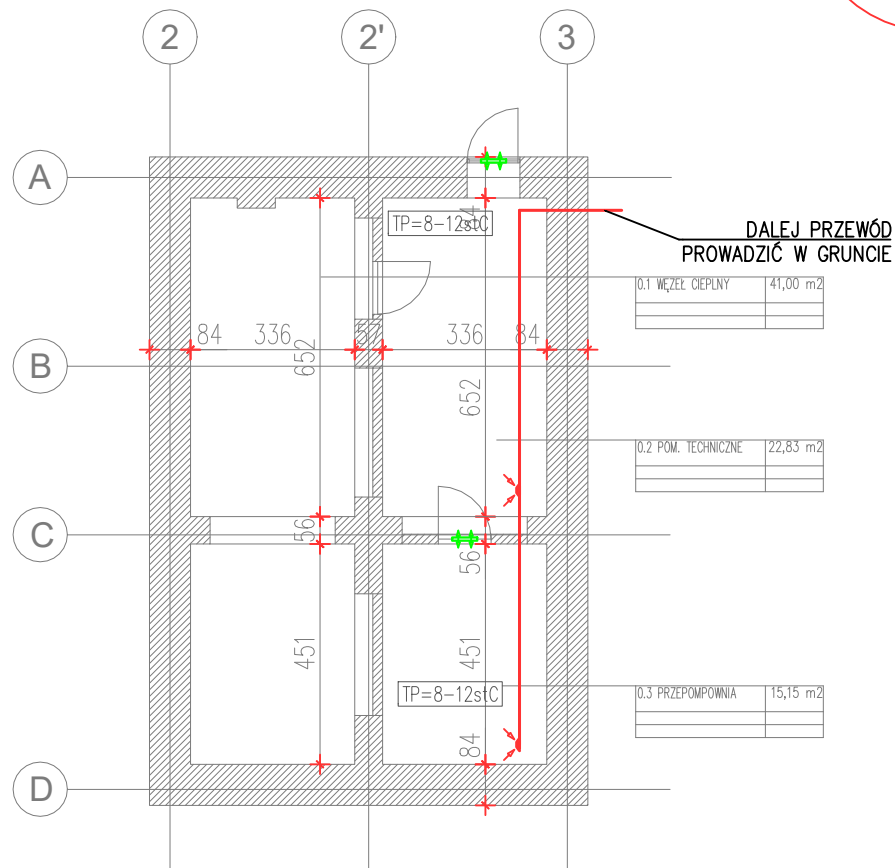 2
2'
3
A
TP=8-12stC
84
DALEJ PRZEWÓD
PROWADZIĆ W GRUNCIE
0.1 WĘZEŁ CIEPLNY 41,00 m2
84 336 57 336 84
652
B
652
0.2 POM. TECHNICZNE 22,83 m2
C
56
56
451
451
TP=8-12stC
0.3 PRZEPOMPOWNIA 15,15 m2
84
D